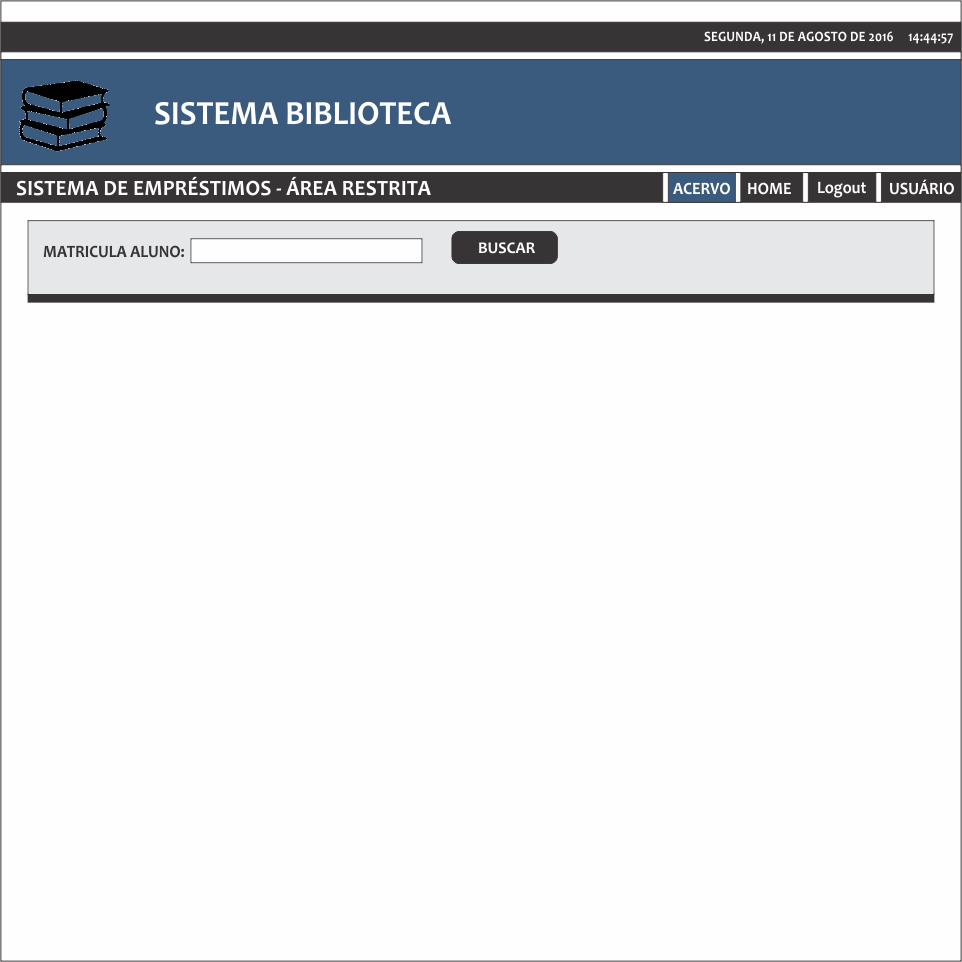 SEGUNDA, 11 DE AGOSTO DE 2016 14:44:57
SISTEMA BIBLIOTECA
SISTEMA DE EMPRÉSTIMOS - ÁREA RESTRITA ACERVO HOME Logout USUÁRIO
MATRICULA ALUNO: BUSCAR